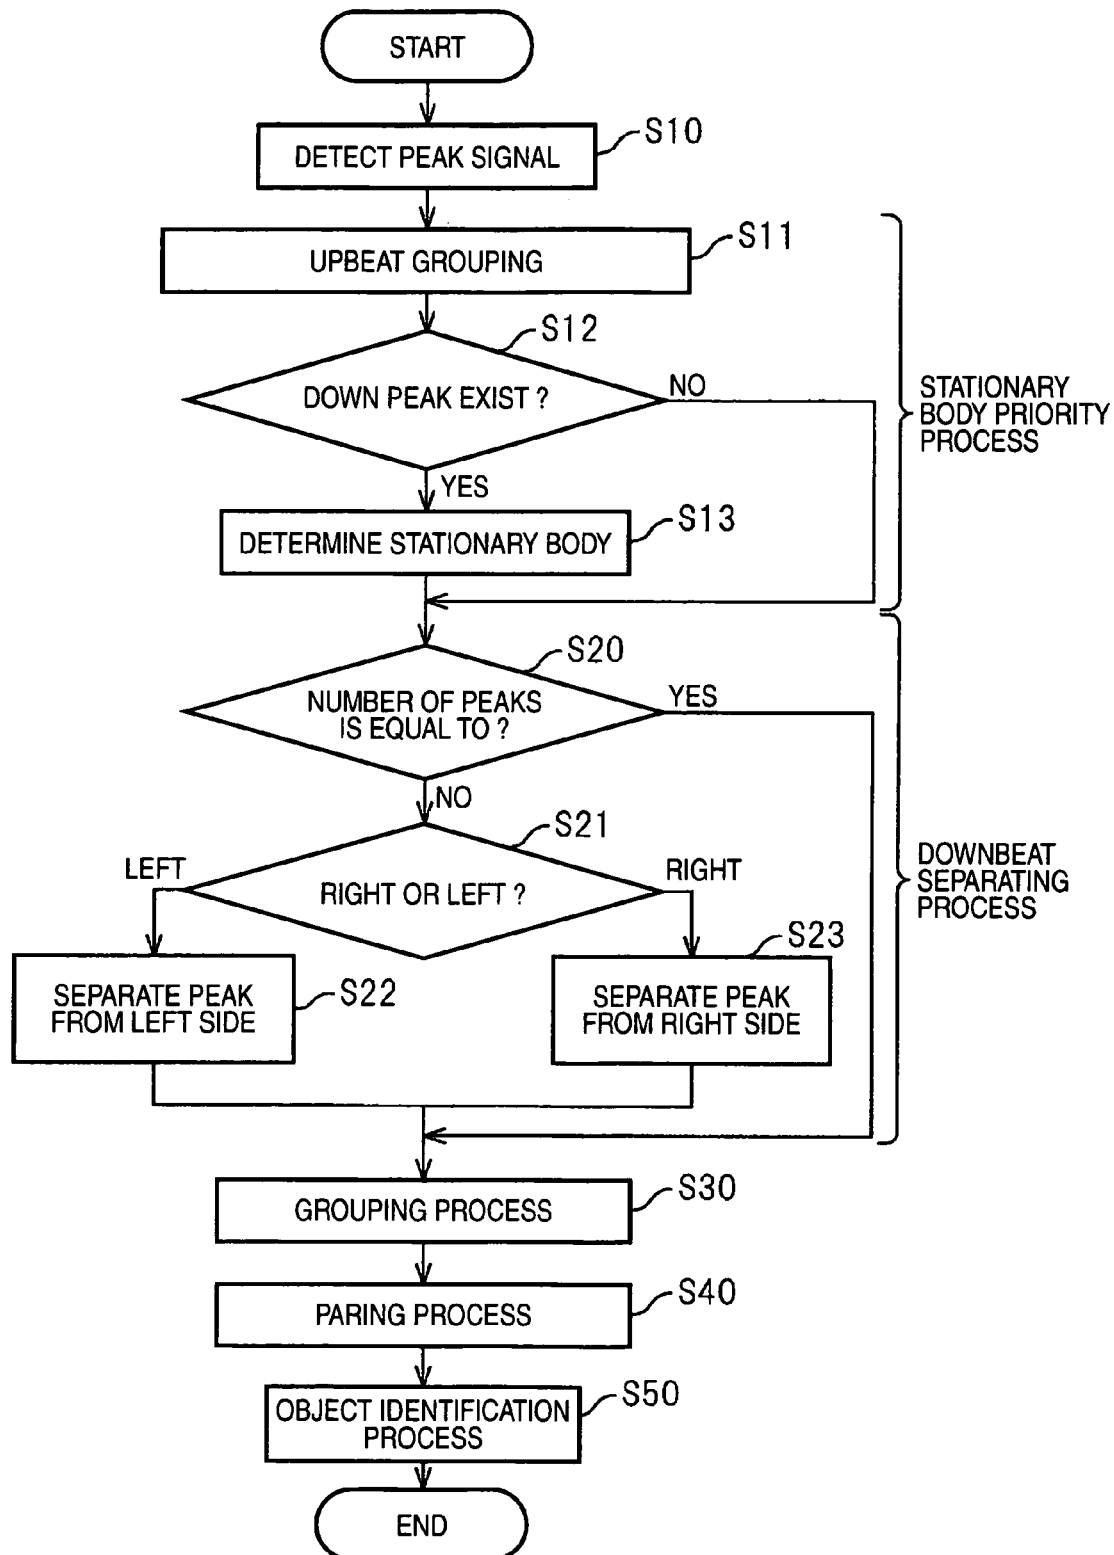 START
S10
DETECT PEAK SIGNAL
S11
UPBEAT GROUPING
S12
DOWN PEAK EXIST ?
NO
STATIONARY
BODY PRIORITY
PROCESS
YES
S13
DETERMINE STATIONARY BODY
S20
NUMBER OF PEAKS
IS EQUAL TO ?
YES
NO
S21
LEFT
RIGHT OR LEFT ?
RIGHT
DOWNBEAT
SEPARATING
PROCESS
S22
SEPARATE PEAK
FROM LEFT SIDE
S23
SEPARATE PEAK
FROM RIGHT SIDE
S30
GROUPING PROCESS
S40
PARING PROCESS
S50
OBJECT IDENTIFICATION
PROCESS
END